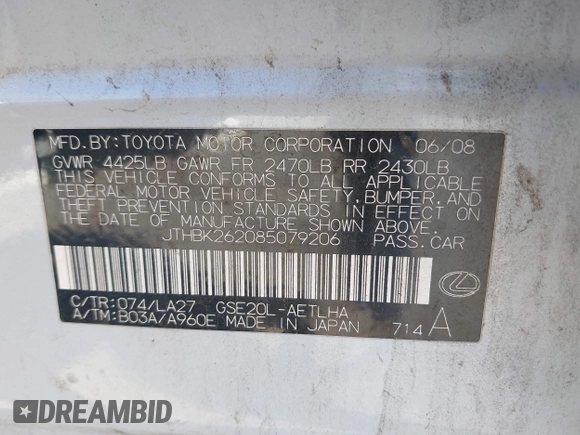 MFD.BY:TOYOTA MOTOR CORPORATION 06/08
GVWR 4425LB GAWR FR 2470LB RR 2430LB
THIS VEHICLE CONFORMS TO ALL APPLICABLE
FEDERAL MOTOR VEHICLE SAFETY,BUMPER,AND
THEFT PREVENTION STANDARDS IN EFFECT ON
THE DATE OF MANUFACTURE SHOWN ABOVE.
JTHBK262085079206 PASS.CAR
C/TR:074/LA27 GSE20L-AETLHA
A/TM:B03A/A960E MADE IN JAPAN 714A
DREAMBID